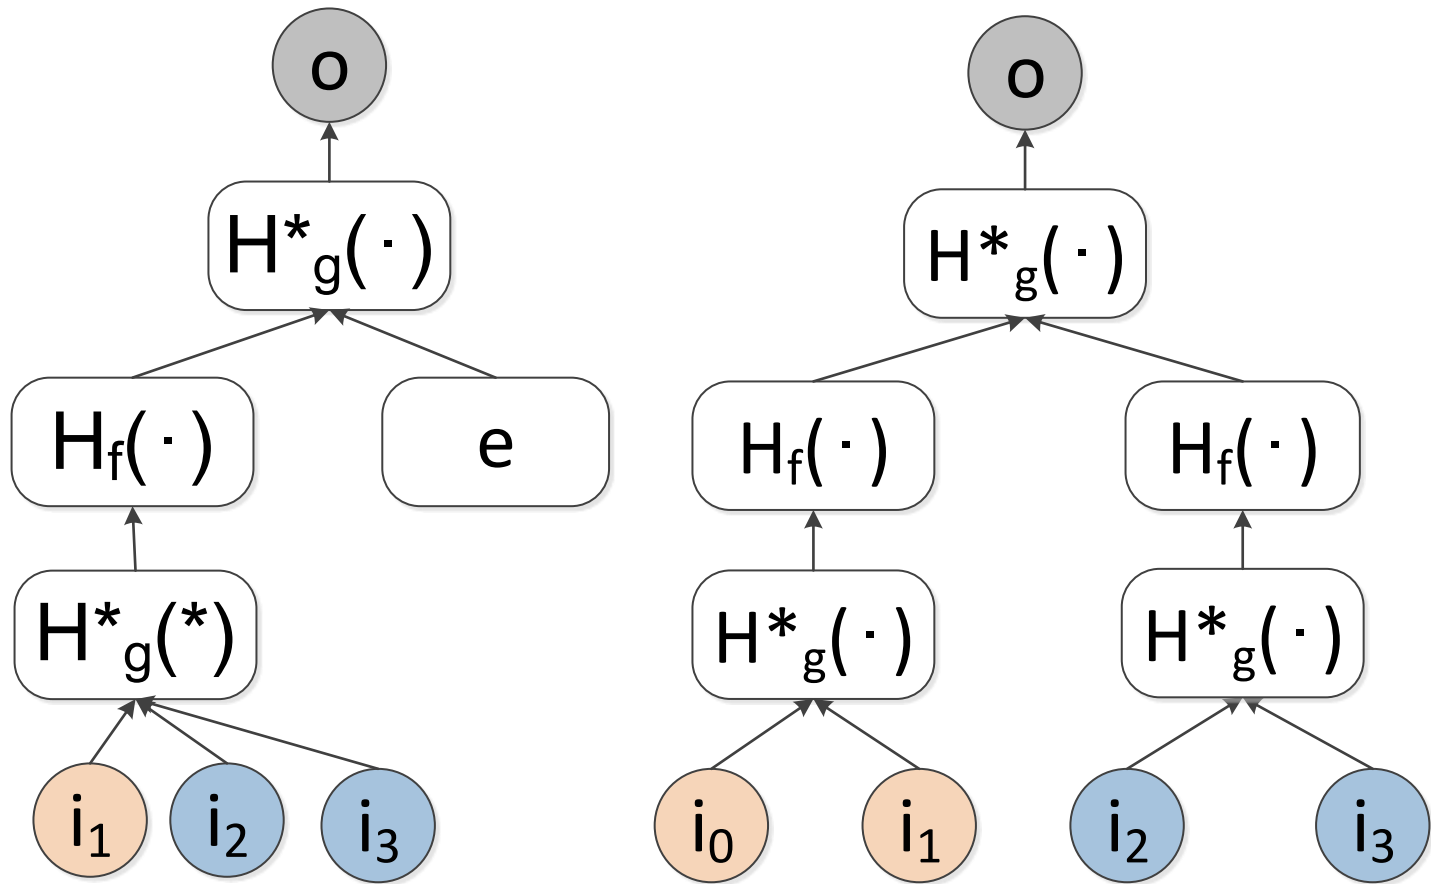 o
H*g(·)
Hf(·) e
H*g(*)
i1 i2 i3
o
H*g(·)
Hf(·) Hf(·)
H*g(·) H*g(·)
i0 i1 i2 i3